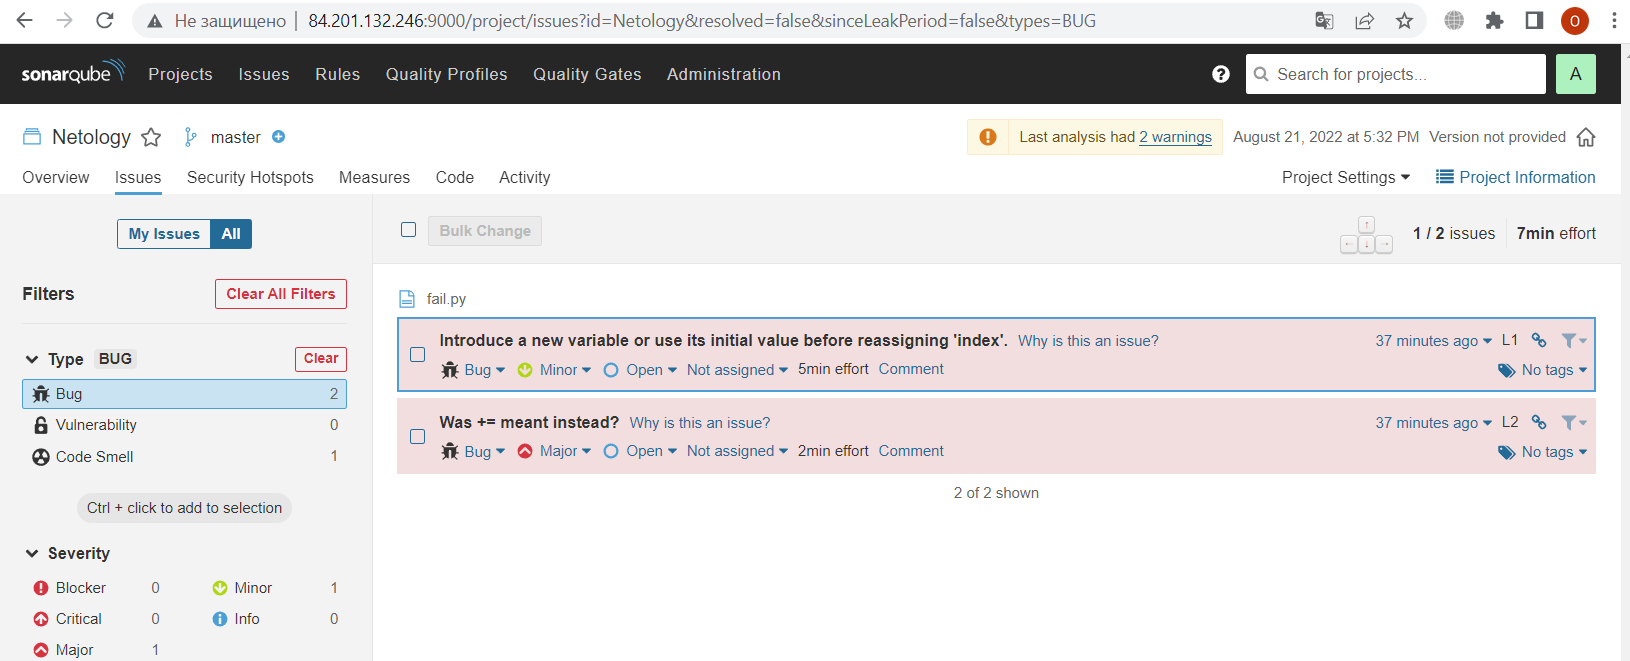 Не защищено | 84.201.132.246:9000/project/issues?id=Netology&resolved=false&sinceLeakPeriod=false&types=BUG
O
sonarqube Projects Issues Rules Quality Profiles Quality Gates Administration
? Search for projects... A
Netology master
Last analysis had 2 warnings August 21, 2022 at 5:32 PM Version not provided
Overview Issues Security Hotspots Measures Code Activity
Project Settings Project Information
My Issues All
Bulk Change
1 / 2 issues 7min effort
Filters Clear All Filters
Type BUG Clear
Bug 2
Vulnerability 0
Code Smell 1
Ctrl + click to add to selection
Severity
Blocker 0 Minor 1
Critical 0 Info 0
Major 1
fail.py
Introduce a new variable or use its initial value before reassigning 'index'. Why is this an issue? 37 minutes ago L1
Bug Minor Open Not assigned 5min effort Comment No tags
Was += meant instead? Why is this an issue? 37 minutes ago L2
Bug Major Open Not assigned 2min effort Comment No tags
2 of 2 shown